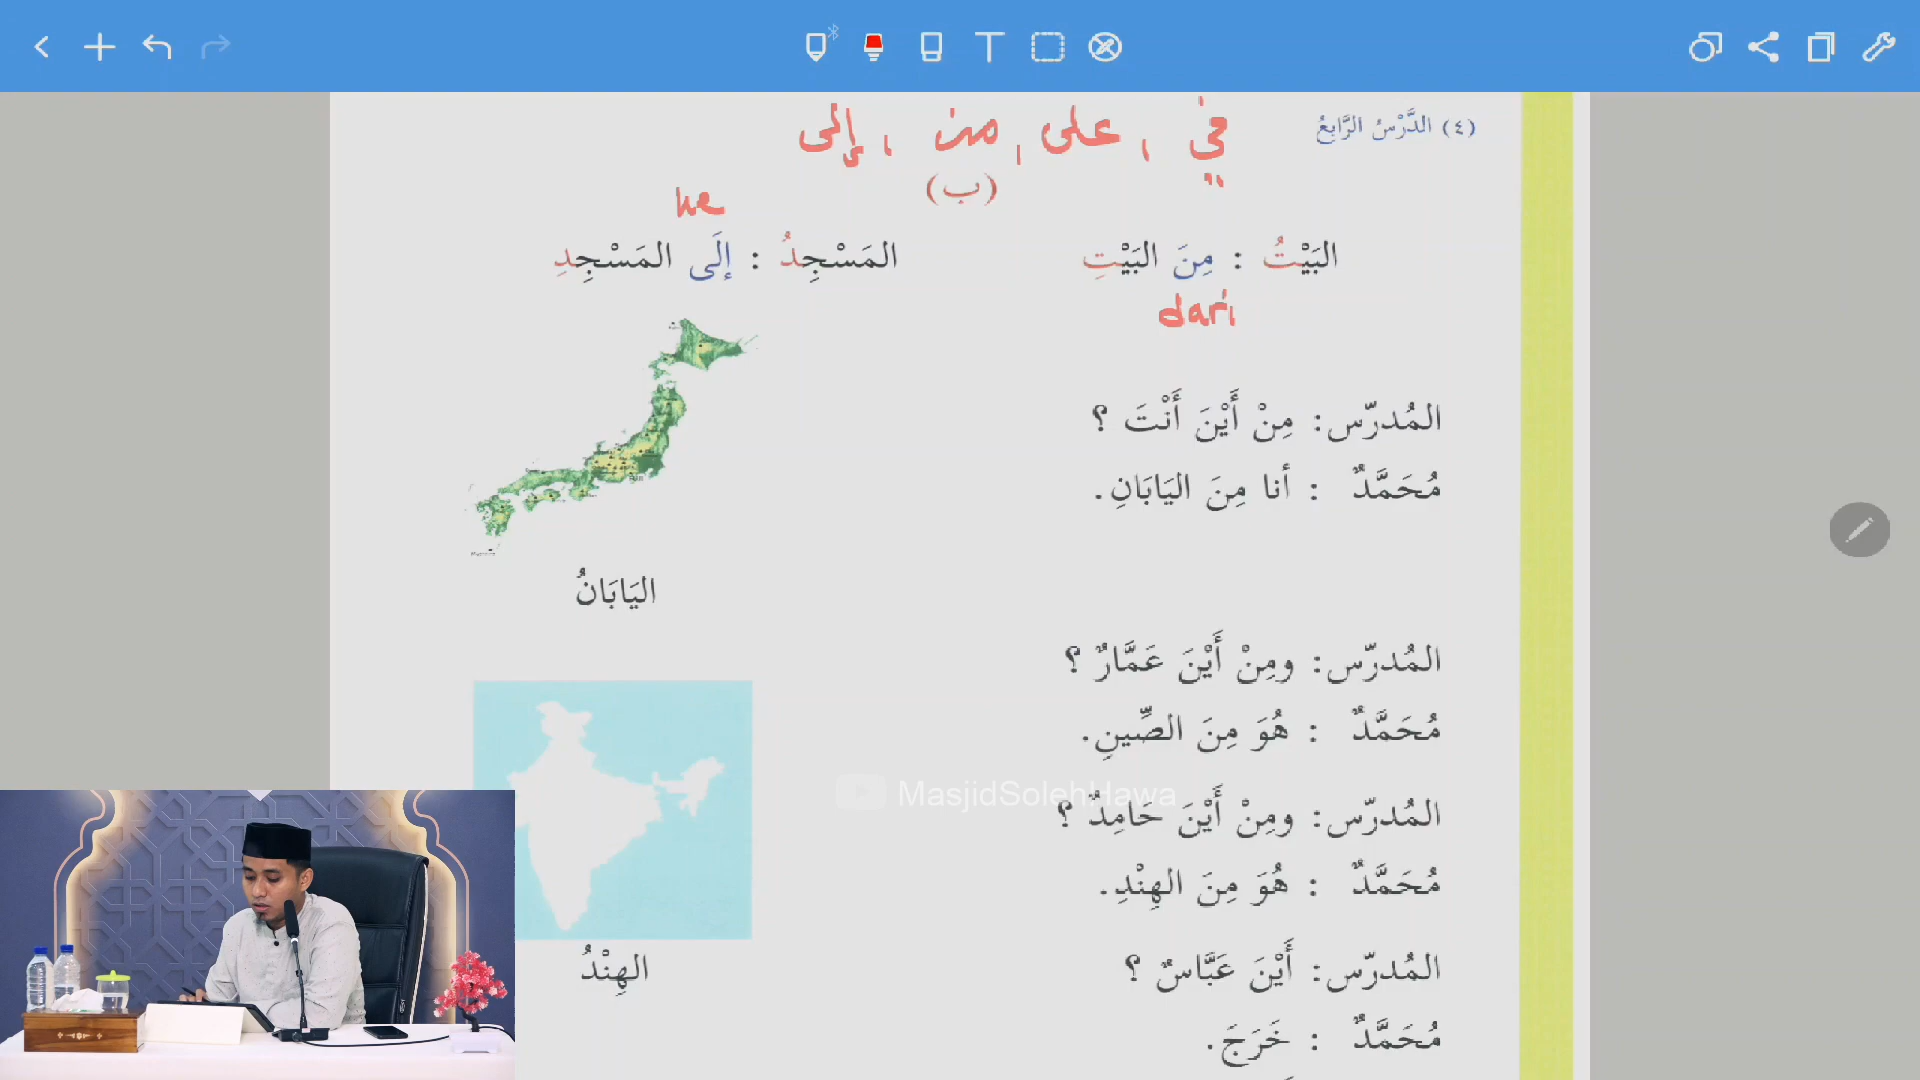 (٤) الدَّرْسُ الرَّابِعُ
في ، على ، من ، إلى
(ب)
ke
البَيْتُ : مِنَ البَيْتِ
المَسْجِدُ : إلَى المَسْجِدِ
dari
المُدرّس: مِنْ أَيْنَ أَنْتَ ؟
مُحَمَّدٌ : أنا مِنَ اليَابَانِ.
اليَابَانُ
المُدرّس: ومِنْ أَيْنَ عَمَّارٌ ؟
مُحَمَّدٌ : هُوَ مِنَ الصِّينِ.
MasjidSolehHawa
المُدرّس: ومِنْ أَيْنَ حَامِدٌ ؟
مُحَمَّدٌ : هُوَ مِنَ الهِنْدِ.
الهِنْدُ
المُدرّس: أَيْنَ عَبَّاسٌ ؟
مُحَمَّدٌ : خَرَجَ.